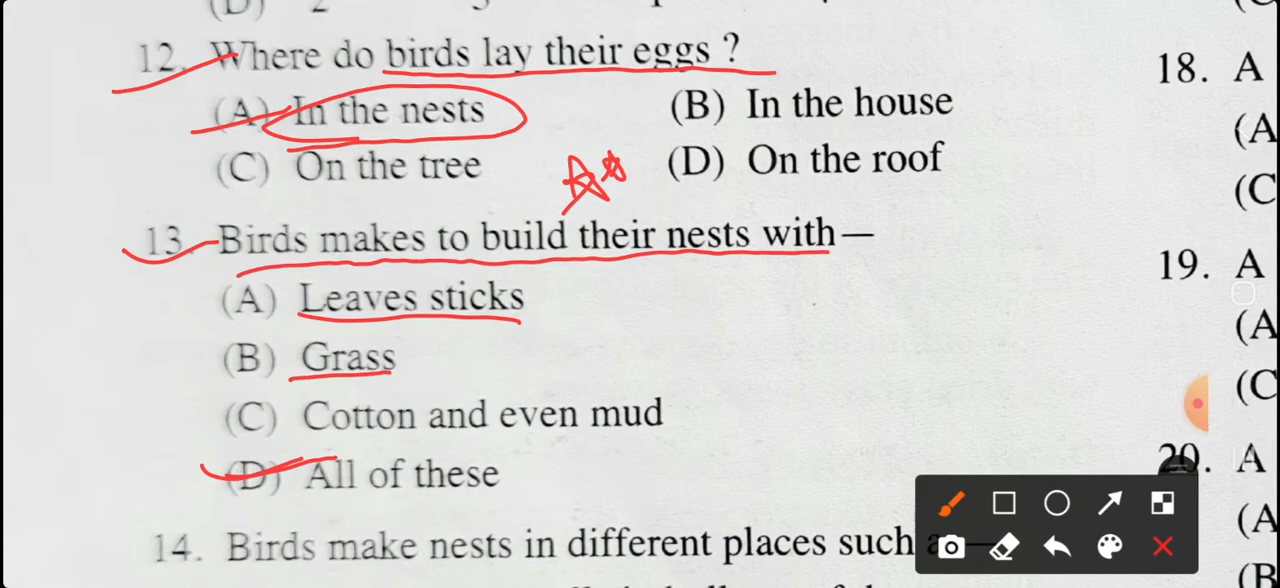 12. Where do birds lay their eggs ?
(A) In the nests (B) In the house
(C) On the tree (D) On the roof
13. Birds makes to build their nests with—
(A) Leaves sticks
(B) Grass
(C) Cotton and even mud
(D) All of these
14. Birds make nests in different places such
18. A
(A
(C
19. A
(A
(C
20. A
(A
(B